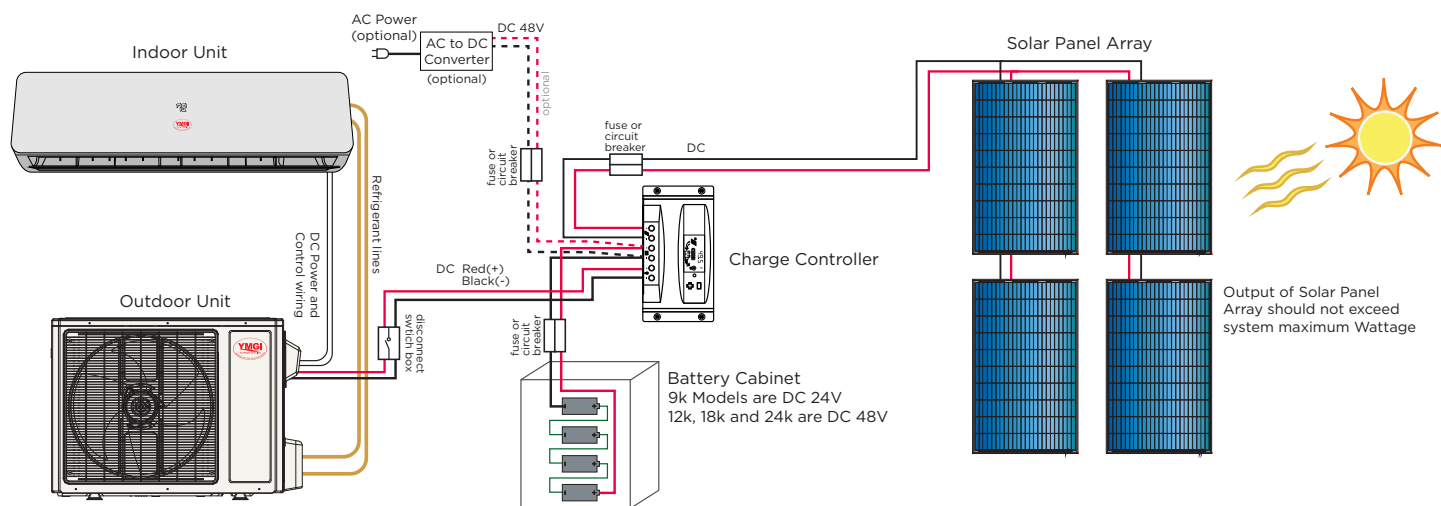 AC Power
(optional)
AC to DC
Converter
(optional)
DC 48V
optional
Indoor Unit
YMGI
Refrigerant lines
DC Power and
Control wiring
Outdoor Unit
YMGI
DC Red(+)
Black(-)
disconnect
swtich box
fuse or
circuit
breaker
fuse or
circuit
breaker
fuse or
circuit
breaker
DC
Charge Controller
Battery Cabinet
9k Models are DC 24V
12k, 18k and 24k are DC 48V
Solar Panel Array
Output of Solar Panel
Array should not exceed
system maximum Wattage